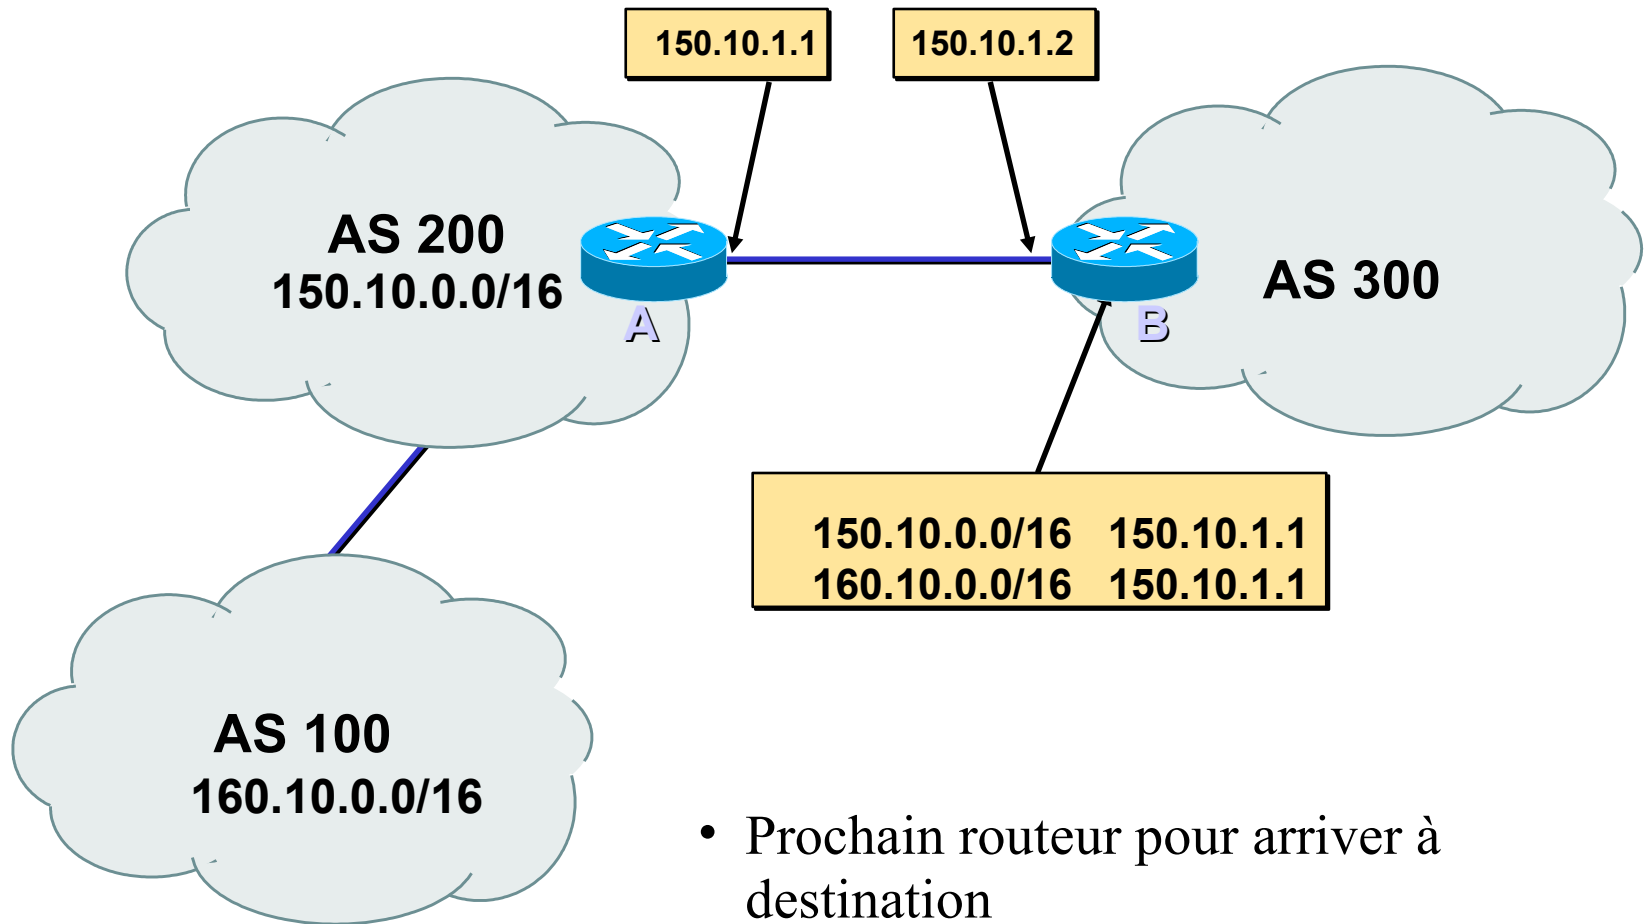 150.10.1.1
150.10.1.2
AS 200
150.10.0.0/16
A
B
AS 300
150.10.0.0/16 150.10.1.1
160.10.0.0/16 150.10.1.1
AS 100
160.10.0.0/16
• Prochain routeur pour arriver à
destination